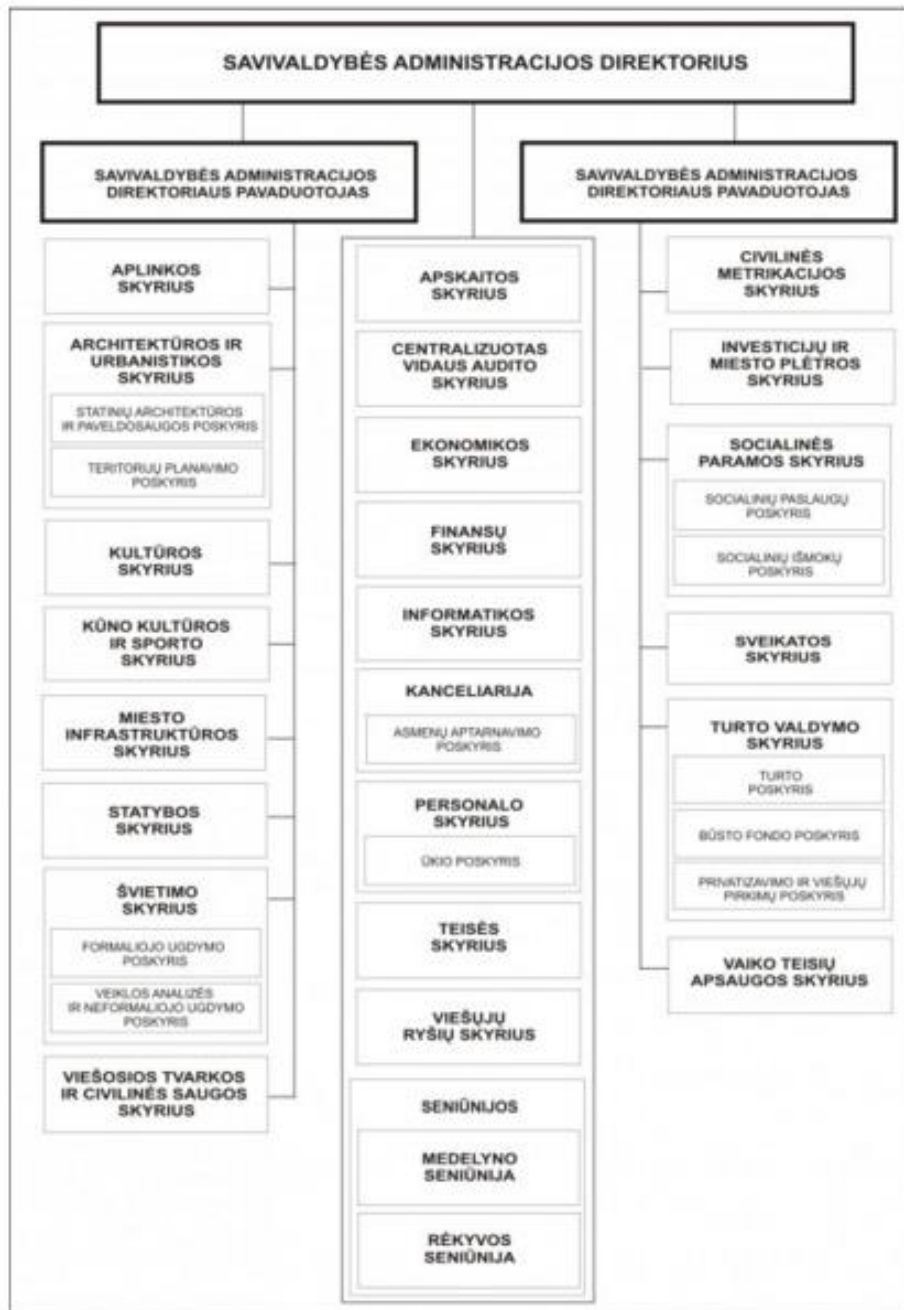 SAVIVALDYBĖS ADMINISTRACIJOS DIREKTORIUS
SAVIVALDYBĖS ADMINISTRACIJOS
DIREKTORIAUS PAVADUOTOJAS
APLINKOS
SKYRIUS
ARCHITEKTŪROS IR
URBANISTIKOS
SKYRIUS
STATINIŲ ARCHITEKTŪROS
IR PAVELDOSAUGOS POSKYRIS
TERITORIJŲ PLANAVIMO
POSKYRIS
KULTŪROS
SKYRIUS
KŪNO KULTŪROS
IR SPORTO
SKYRIUS
MIESTO
INFRASTRUKTŪROS
SKYRIUS
STATYBOS
SKYRIUS
ŠVIETIMO
SKYRIUS
FORMALIOJO UGDYMO
POSKYRIS
VEIKLOS ANALIZĖS
IR NEFORMALIOJO UGDYMO
POSKYRIS
VIEŠOSIOS TVARKOS
IR CIVILINĖS SAUGOS
SKYRIUS
APSKAITOS
SKYRIUS
CENTRALIZUOTAS
VIDAUS AUDITO
SKYRIUS
EKONOMIKOS
SKYRIUS
FINANSŲ
SKYRIUS
INFORMATIKOS
SKYRIUS
KANCELIARIJA
ASMENŲ APTARNAVIMO
POSKYRIS
PERSONALO
SKYRIUS
ŪKIO POSKYRIS
TEISĖS
SKYRIUS
VIEŠŲJŲ
RYŠIŲ SKYRIUS
SENIŪNIJOS
MEDELYNO
SENIŪNIJA
RĖKYVOS
SENIŪNIJA
SAVIVALDYBĖS ADMINISTRACIJOS
DIREKTORIAUS PAVADUOTOJAS
CIVILINĖS
METRIKACIJOS
SKYRIUS
INVESTICIJŲ IR
MIESTO PLĖTROS
SKYRIUS
SOCIALINĖS
PARAMOS SKYRIUS
SOCIALINIŲ PASLAUGŲ
POSKYRIS
SOCIALINIŲ IŠMOKŲ
POSKYRIS
SVEIKATOS
SKYRIUS
TURTO VALDYMO
SKYRIUS
TURTO
POSKYRIS
BŪSTO FONDO POSKYRIS
PRIVATIZAVIMO IR VIEŠŲJŲ
PIRKIMŲ POSKYRIS
VAIKO TEISIŲ
APSAUGOS SKYRIUS